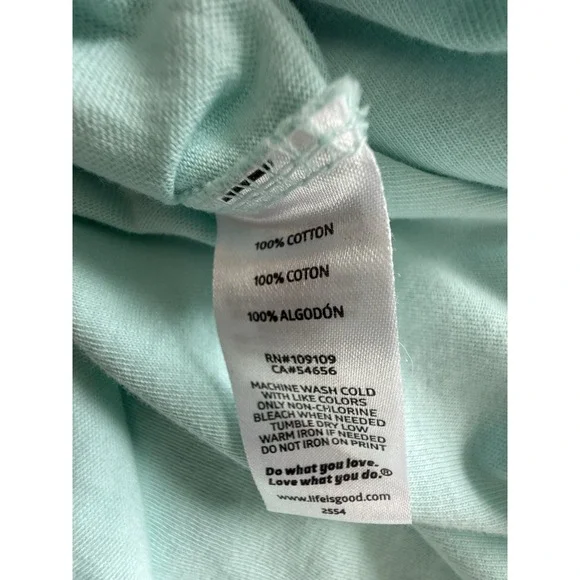 100% COTTON
100% COTON
100% ALGODÓN
RN#109109
CA#54656
MACHINE WASH COLD
WITH LIKE COLORS
ONLY NON-CHLORINE
BLEACH WHEN NEEDED
TUMBLE DRY LOW
WARM IRON IF NEEDED
DO NOT IRON ON PRINT
Do what you love.
Love what you do.®
www.lifeisgood.com
2554